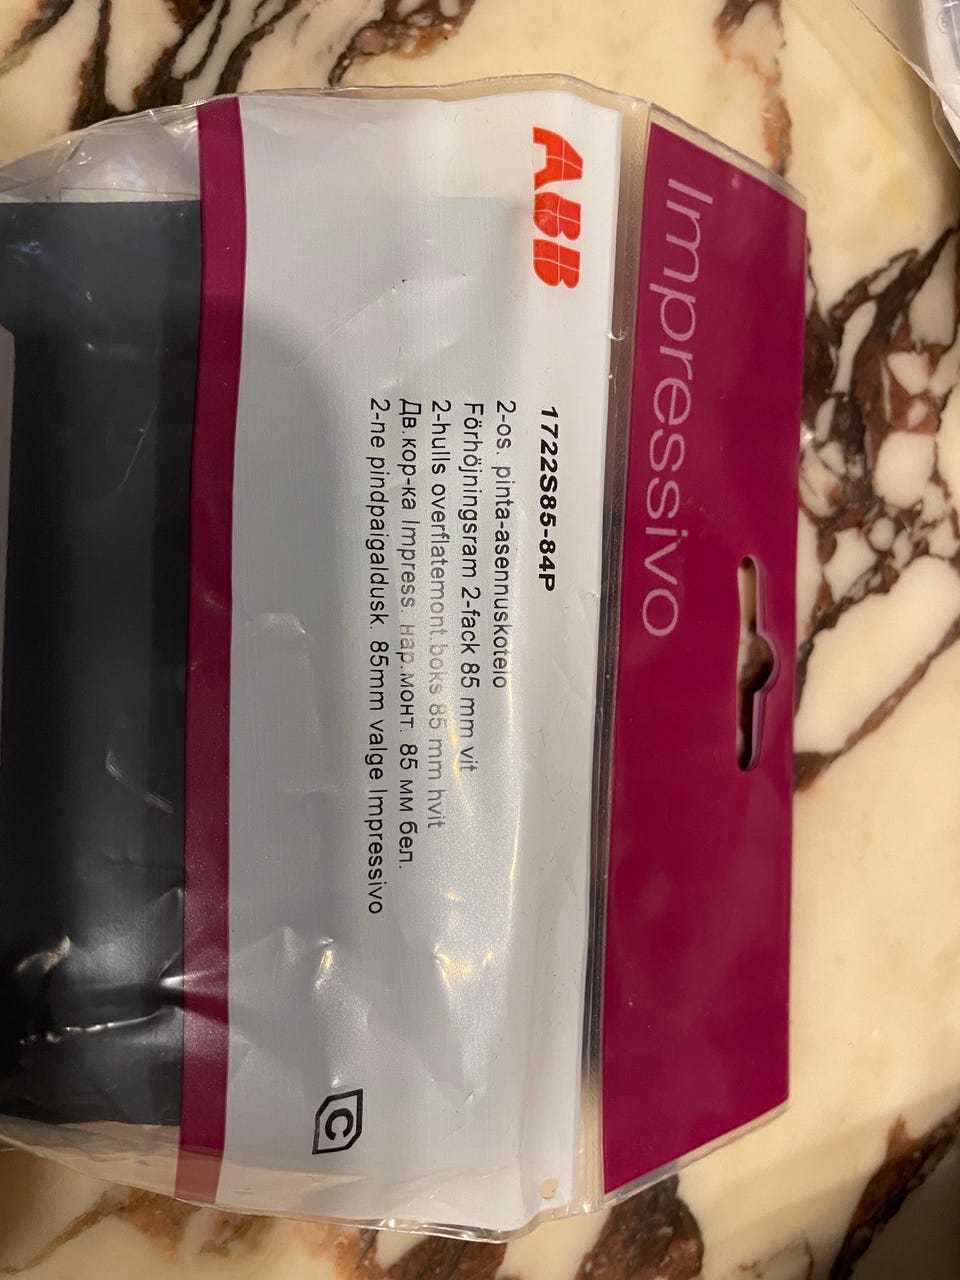 Impressivo
ABB
1722S85-84P
2-os. pinta-asennuskotelo
Förhöjningsram 2-fack 85 mm vit
2-hulls overflatemont.boks 85 mm hvit
Дв.кор-ка Impress. нар.монт. 85 мм бел.
2-ne pindpaigaldusk. 85mm valge Impressivo
C